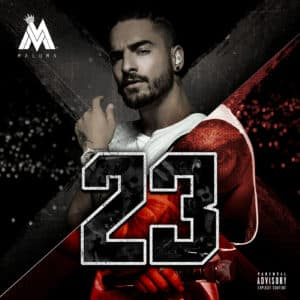 MALUMA
23
PARENTAL
ADVISORY
EXPLICIT CONTENT